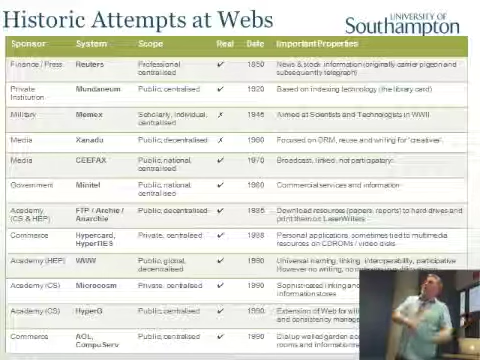 Historic Attempts at Webs
UNIVERSITY OF
Southampton
Sponsor System Scope Real Date Important Properties
Finance / Press Reuters Professional centralised ✓ 1850 News & stock information (originally carrier pigeon and subsequently telegraph)
Private Institution Mundaneum Public, centralised ✓ 1920 Based on indexing technology (the library card)
Military Memex Scholarly, individual, centralised ✗ 1945 Aimed at Scientists and Technologists in WWII
Media Xanadu Public, decentralised ✗ 1960 Focused on DRM, reuse and writing for 'creatives'.
Media CEEFAX Public, national, centralised ✓ 1970 Broadcast, linked, not participatory
Government Minitel Public, national centralised ✓ 1980 Commercial services and information
Academy (CS & HEP) FTP / Archie / Anarchie Public, decentralised ✓ 1985 Download resources (papers, reports) to hard drives and print them on LaserWriters
Commerce Hypercard, HyperTIES Private, centralised ✓ 1988 Personal applications, sometimes tied to multimedia resources on CDROMs / video disks
Academy (HEP) WWW Public, global, decentralised ✓ 1990 Universal naming, linking, interoperability, participative However no writing, no
Academy (CS) Microcosm Private, centralised ✓ 1990 Sophisticated linking and information stores
Academy (CS) HyperG Public, centralised ✓ 1990 Extension of Web for and consistency
Commerce AOL, CompuServ Public, centralised ✓ 1990 Dial up walled garden rooms and